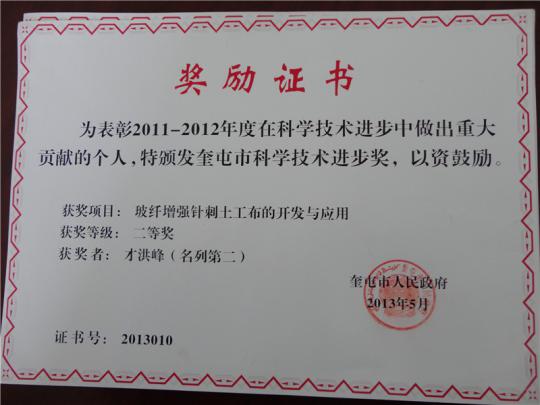 奖励证书
为表彰2011-2012年度在科学技术进步中做出重大
贡献的个人,特颁发奎屯市科学技术进步奖，以资鼓励。
获奖项目：玻纤增强针刺土工布的开发与应用
获奖等级：二等奖
获奖者：才洪峰（名列第二）
奎屯市人民政府
2013年5月
证书号：2013010